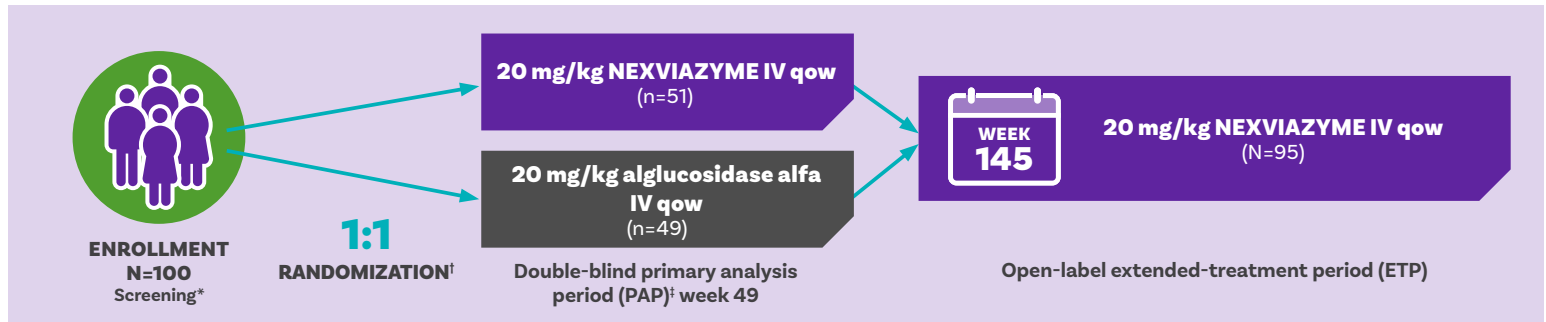 ENROLLMENT
N=100
Screening*
1:1
RANDOMIZATION†
20 mg/kg NEXVIAZYME IV qow
(n=51)
20 mg/kg alglucosidase alfa
IV qow
(n=49)
Double-blind primary analysis
period (PAP)‡ week 49
WEEK
145
20 mg/kg NEXVIAZYME IV qow
(N=95)
Open-label extended-treatment period (ETP)